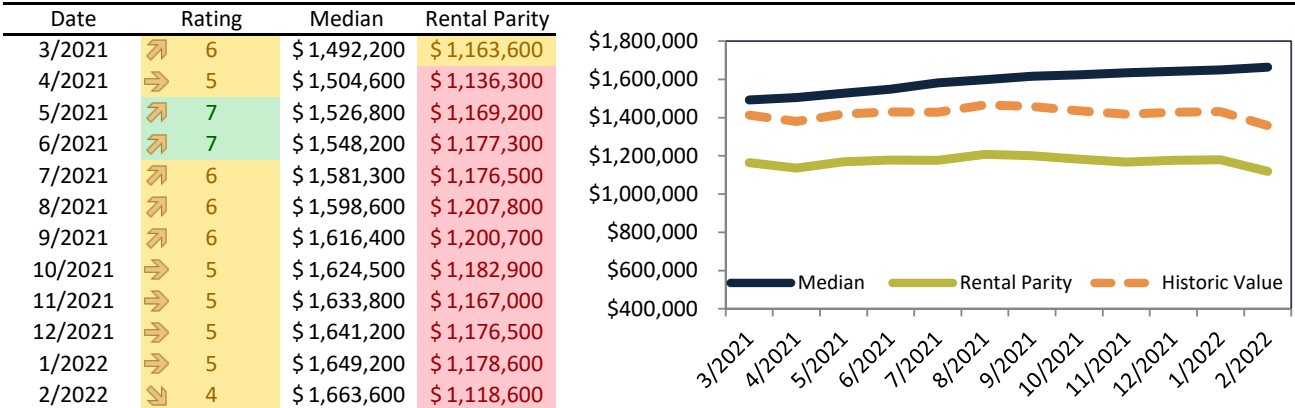 Date Rating Median Rental Parity
3/2021 6 $ 1,492,200 $ 1,163,600
4/2021 5 $ 1,504,600 $ 1,136,300
5/2021 7 $ 1,526,800 $ 1,169,200
6/2021 7 $ 1,548,200 $ 1,177,300
7/2021 6 $ 1,581,300 $ 1,176,500
8/2021 6 $ 1,598,600 $ 1,207,800
9/2021 6 $ 1,616,400 $ 1,200,700
10/2021 5 $ 1,624,500 $ 1,182,900
11/2021 5 $ 1,633,800 $ 1,167,000
12/2021 5 $ 1,641,200 $ 1,176,500
1/2022 5 $ 1,649,200 $ 1,178,600
2/2022 4 $ 1,663,600 $ 1,118,600
$1,800,000
$1,600,000
$1,400,000
$1,200,000
$1,000,000
$800,000
$600,000
$400,000
Median Rental Parity Historic Value
3/2021 4/2021 5/2021 6/2021 7/2021 8/2021 9/2021 10/2021 11/2021 12/2021 1/2022 2/2022